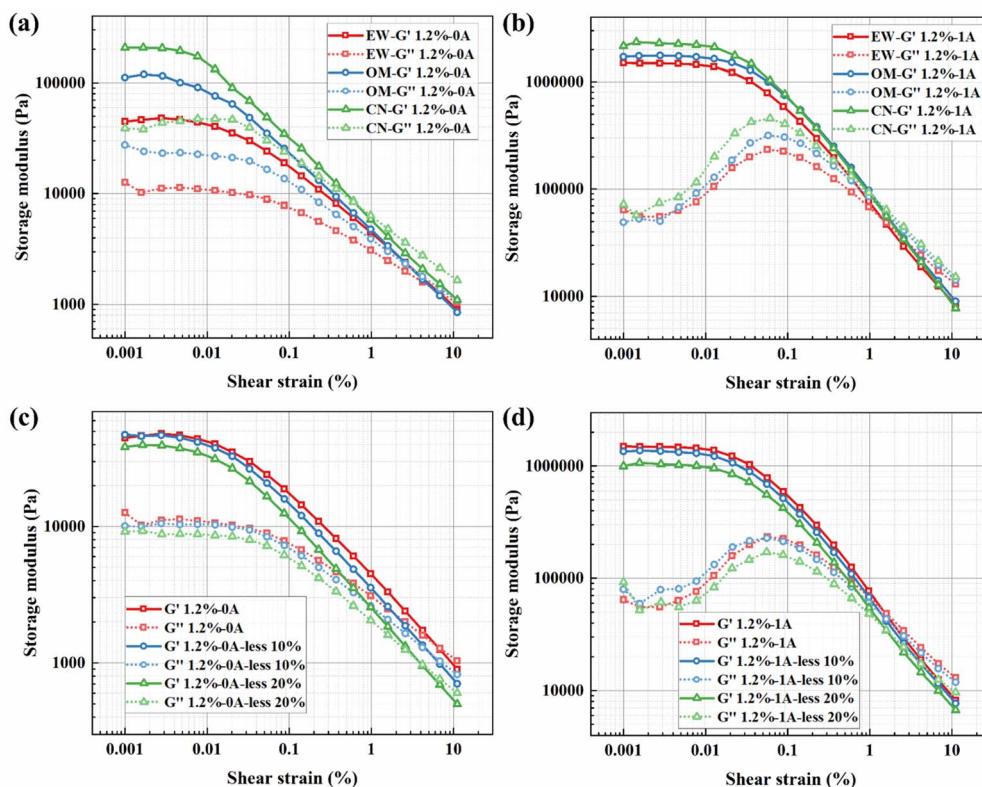 (a)
Storage modulus (Pa)
100000
10000
1000
0.001 0.01 0.1 1 10
Shear strain (%)
EW-G' 1.2%-0A
EW-G'' 1.2%-0A
OM-G' 1.2%-0A
OM-G'' 1.2%-0A
CN-G' 1.2%-0A
CN-G'' 1.2%-0A
(b)
Storage modulus (Pa)
1000000
100000
10000
0.001 0.01 0.1 1 10
Shear strain (%)
EW-G' 1.2%-1A
EW-G'' 1.2%-1A
OM-G' 1.2%-1A
OM-G'' 1.2%-1A
CN-G' 1.2%-1A
CN-G'' 1.2%-1A
(c)
Storage modulus (Pa)
10000
1000
0.001 0.01 0.1 1 10
Shear strain (%)
G' 1.2%-0A
G'' 1.2%-0A
G' 1.2%-0A-less 10%
G'' 1.2%-0A-less 10%
G' 1.2%-0A-less 20%
G'' 1.2%-0A-less 20%
(d)
Storage modulus (Pa)
1000000
100000
10000
0.001 0.01 0.1 1 10
Shear strain (%)
G' 1.2%-1A
G'' 1.2%-1A
G' 1.2%-1A-less 10%
G'' 1.2%-1A-less 10%
G' 1.2%-1A-less 20%
G'' 1.2%-1A-less 20%